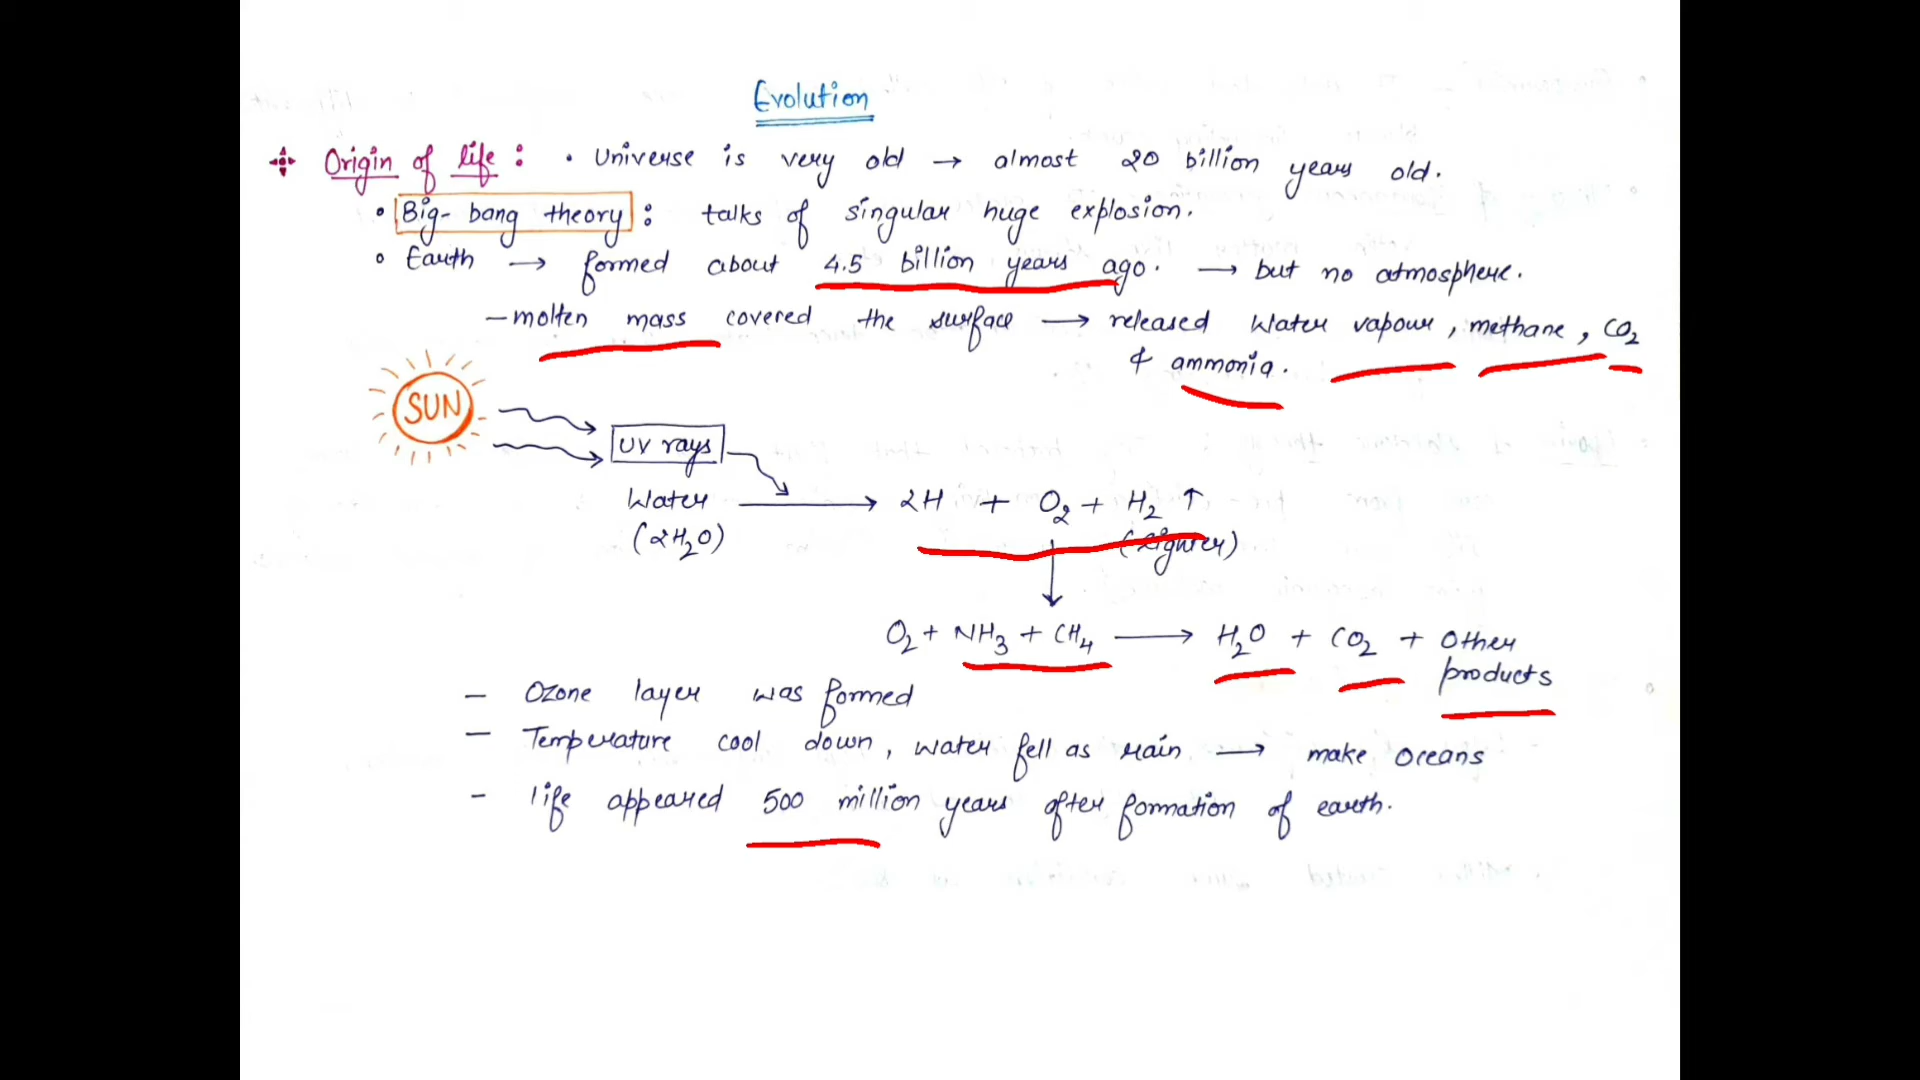 Evolution
Origin of life : • Universe is very old → almost 20 billion years old.
• Big-bang theory : talks of singular huge explosion.
• Earth → formed about 4.5 billion years ago. → but no atmosphere.
- molten mass covered the surface → released water vapour, methane, CO₂
& ammonia.
SUN
UV rays
Water → 2H + O₂ + H₂ ↑
(2H₂O) (lighter)
O₂ + NH₃ + CH₄ → H₂O + CO₂ + Other
products
- Ozone layer was formed
- Temperature cool down, water fell as rain → make oceans
- life appeared 500 million years after formation of earth.